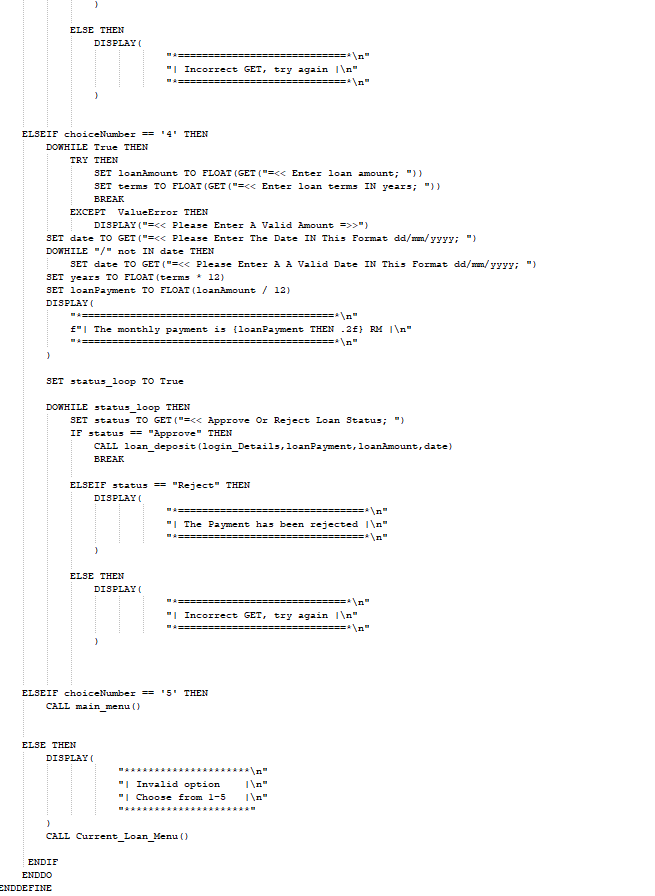 )
ELSE THEN
DISPLAY(
"*============================*\n"
"| Incorrect GET, try again |\n"
"*============================*\n"
)
ELSEIF choiceNumber == '4' THEN
DOWHILE True THEN
TRY THEN
SET loanAmount TO FLOAT(GET("=<< Enter loan amount; "))
SET terms TO FLOAT(GET("=<< Enter loan terms IN years; "))
BREAK
EXCEPT  ValueError THEN
DISPLAY("=<< Please Enter A Valid Amount =>>")
SET date TO GET("=<< Please Enter The Date IN This Format dd/mm/yyyy; ")
DOWHILE "/" not IN date THEN
SET date TO GET("=<< Please Enter A A Valid Date IN This Format dd/mm/yyyy; ")
SET years TO FLOAT(terms * 12)
SET loanPayment TO FLOAT(loanAmount / 12)
DISPLAY(
"*==========================================*\n"
f"| The monthly payment is {loanPayment THEN .2f} RM |\n"
"*==========================================*\n"
)
SET status_loop TO True
DOWHILE status_loop THEN
SET status TO GET("=<< Approve Or Reject Loan Status; ")
IF status == "Approve" THEN
CALL loan_deposit(login_Details,loanPayment,loanAmount,date)
BREAK
ELSEIF status == "Reject" THEN
DISPLAY(
"*===============================*\n"
"| The Payment has been rejected |\n"
"*===============================*\n"
)
ELSE THEN
DISPLAY(
"*============================*\n"
"| Incorrect GET, try again |\n"
"*============================*\n"
)
ELSEIF choiceNumber == '5' THEN
CALL main_menu()
ELSE THEN
DISPLAY(
"*********************\n"
"| Invalid option    |\n"
"| Choose from 1-5   |\n"
"*********************"
)
CALL Current_Loan_Menu()
ENDIF
ENDDO
ENDDEFINE